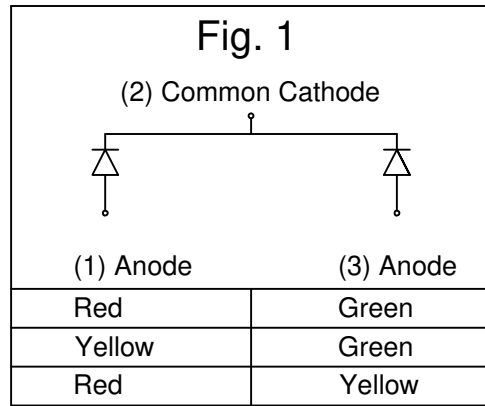 Fig. 1
(2) Common Cathode
(1) Anode (3) Anode
Red Green
Yellow Green
Red Yellow